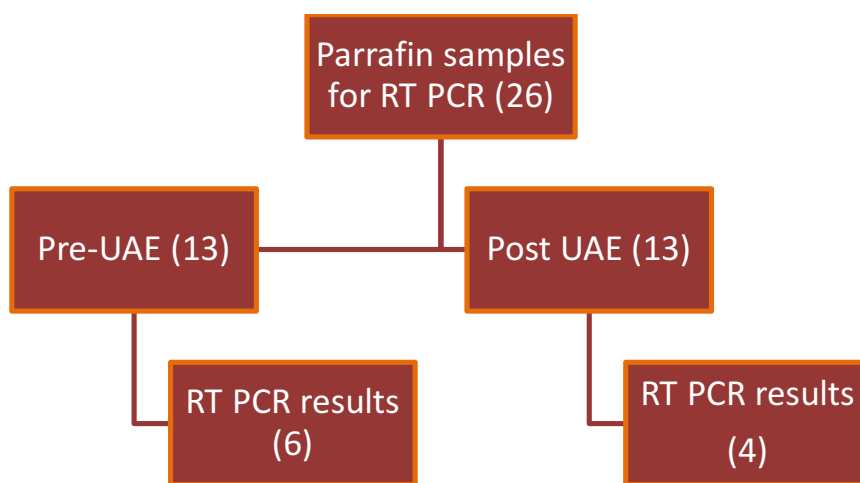 Parrafin samples
for RT PCR (26)
Pre-UAE (13)
Post UAE (13)
RT PCR results
(6)
RT PCR results
(4)